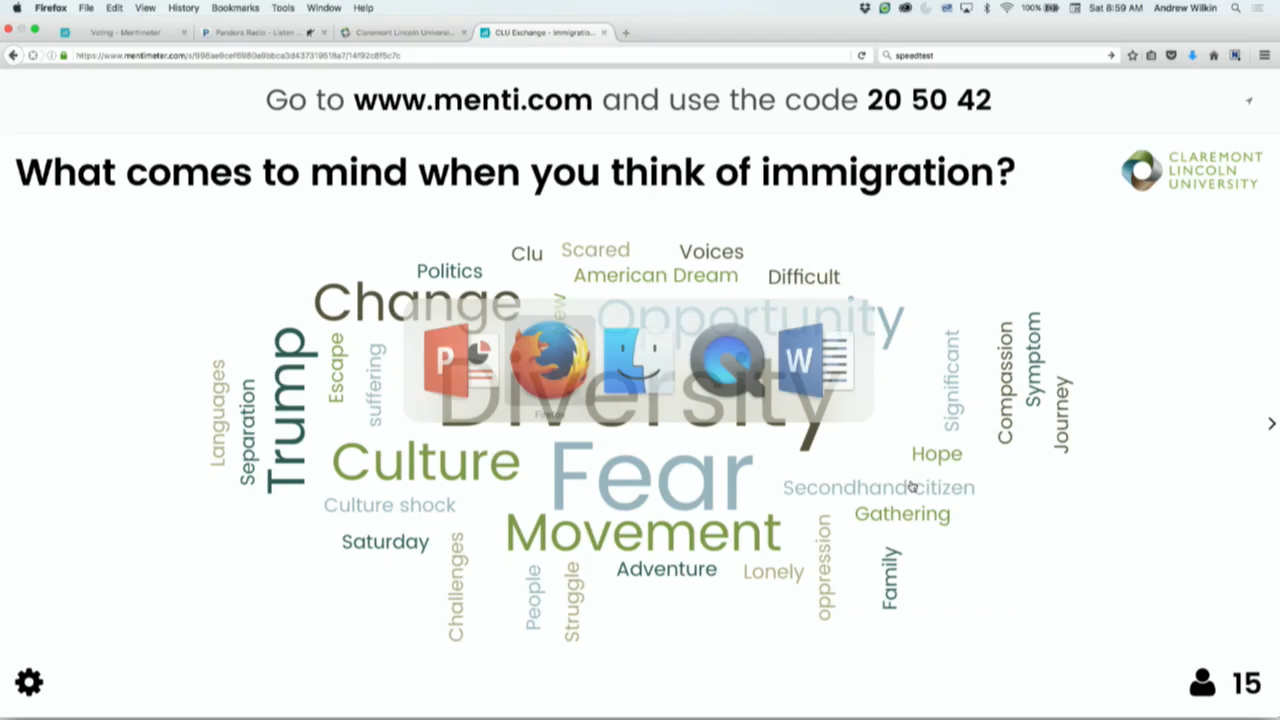 Firefox File Edit View History Bookmarks Tools Window Help 100% Sat 8:59 AM Andrew Wilkin
Voting - Mentimeter Pandora Radio - Listen ... Claremont Lincoln Universi... CLU Exchange - Immigratio...
speedtest
Go to www.menti.com and use the code 20 50 42
What comes to mind when you think of immigration?
CLAREMONT
LINCOLN
UNIVERSITY
Clu
Scared
Voices
Politics
American Dream
Difficult
Change
Opportunity
Trump
Escape
suffering
Languages
Separation
Diversity
Significant
Compassion
Symptom
Journey
Culture
Fear
Hope
Secondhand citizen
Culture shock
Gathering
Movement
Saturday
Challenges
People
Struggle
Adventure
Lonely
oppression
Family
Firefox
15